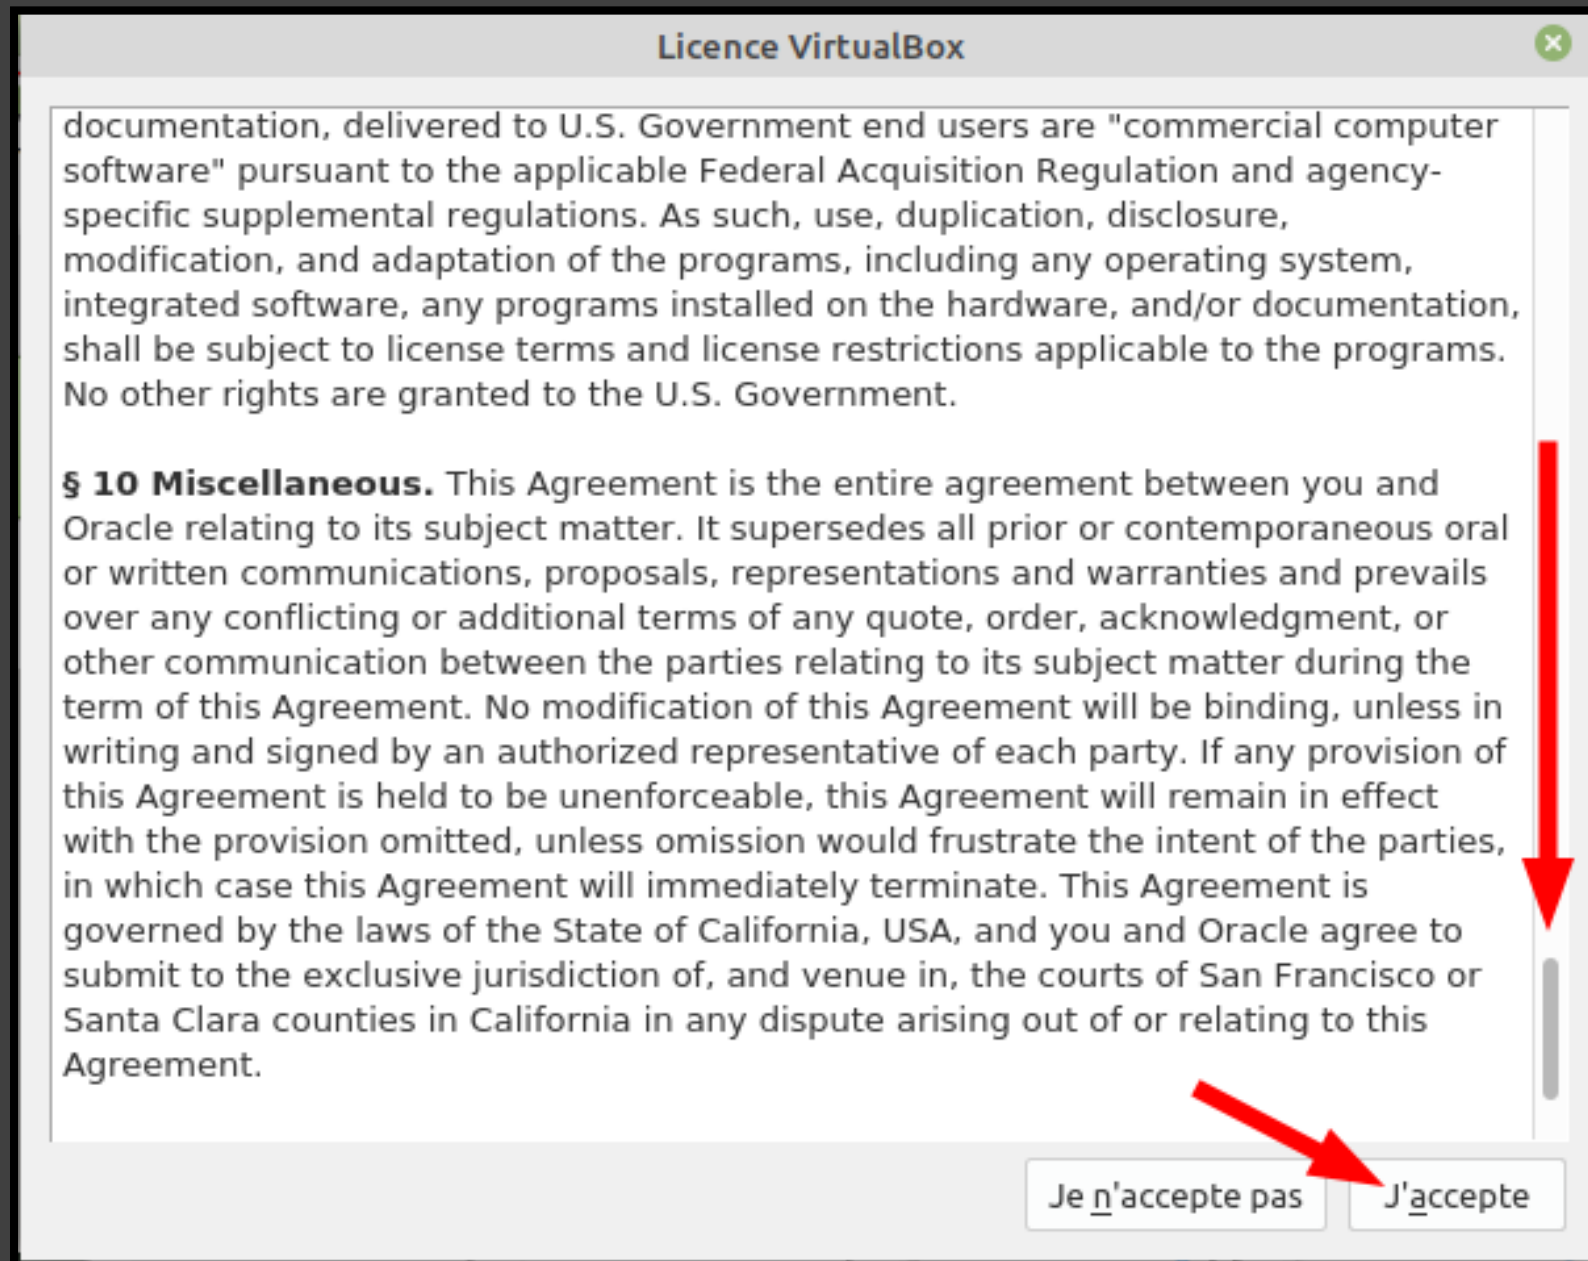 Licence VirtualBox
documentation, delivered to U.S. Government end users are "commercial computer
software" pursuant to the applicable Federal Acquisition Regulation and agency-
specific supplemental regulations. As such, use, duplication, disclosure,
modification, and adaptation of the programs, including any operating system,
integrated software, any programs installed on the hardware, and/or documentation,
shall be subject to license terms and license restrictions applicable to the programs.
No other rights are granted to the U.S. Government.
§ 10 Miscellaneous. This Agreement is the entire agreement between you and
Oracle relating to its subject matter. It supersedes all prior or contemporaneous oral
or written communications, proposals, representations and warranties and prevails
over any conflicting or additional terms of any quote, order, acknowledgment, or
other communication between the parties relating to its subject matter during the
term of this Agreement. No modification of this Agreement will be binding, unless in
writing and signed by an authorized representative of each party. If any provision of
this Agreement is held to be unenforceable, this Agreement will remain in effect
with the provision omitted, unless omission would frustrate the intent of the parties,
in which case this Agreement will immediately terminate. This Agreement is
governed by the laws of the State of California, USA, and you and Oracle agree to
submit to the exclusive jurisdiction of, and venue in, the courts of San Francisco or
Santa Clara counties in California in any dispute arising out of or relating to this
Agreement.
Je n'accepte pas
J'accepte